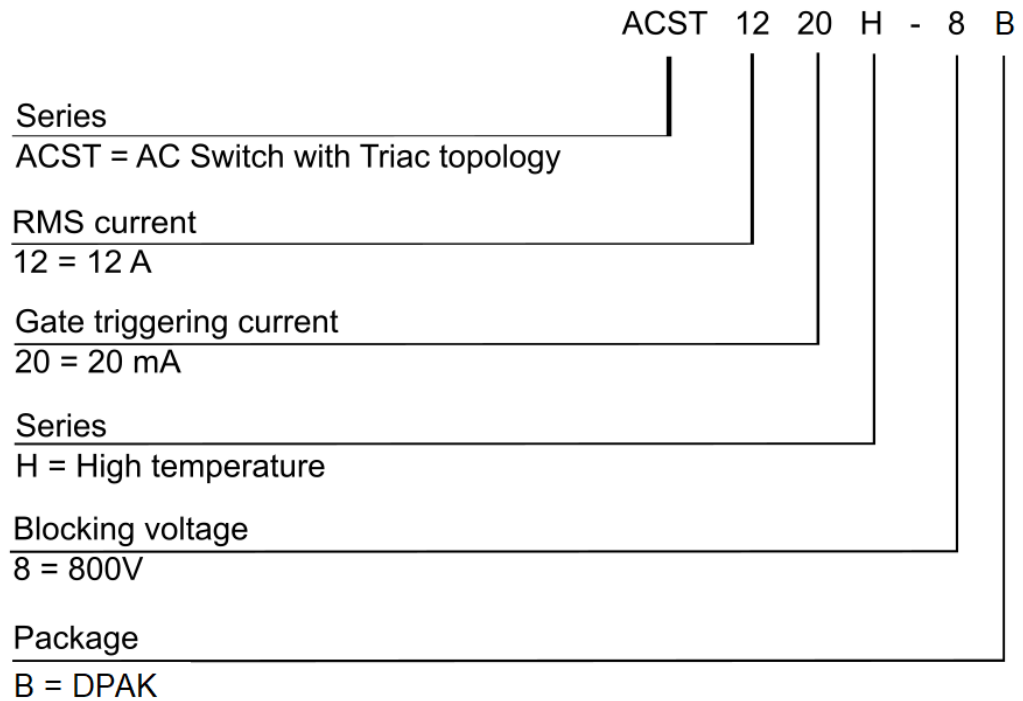 ACST 12 20 H - 8 B
Series
ACST = AC Switch with Triac topology
RMS current
12 = 12 A
Gate triggering current
20 = 20 mA
Series
H = High temperature
Blocking voltage
8 = 800V
Package
B = DPAK